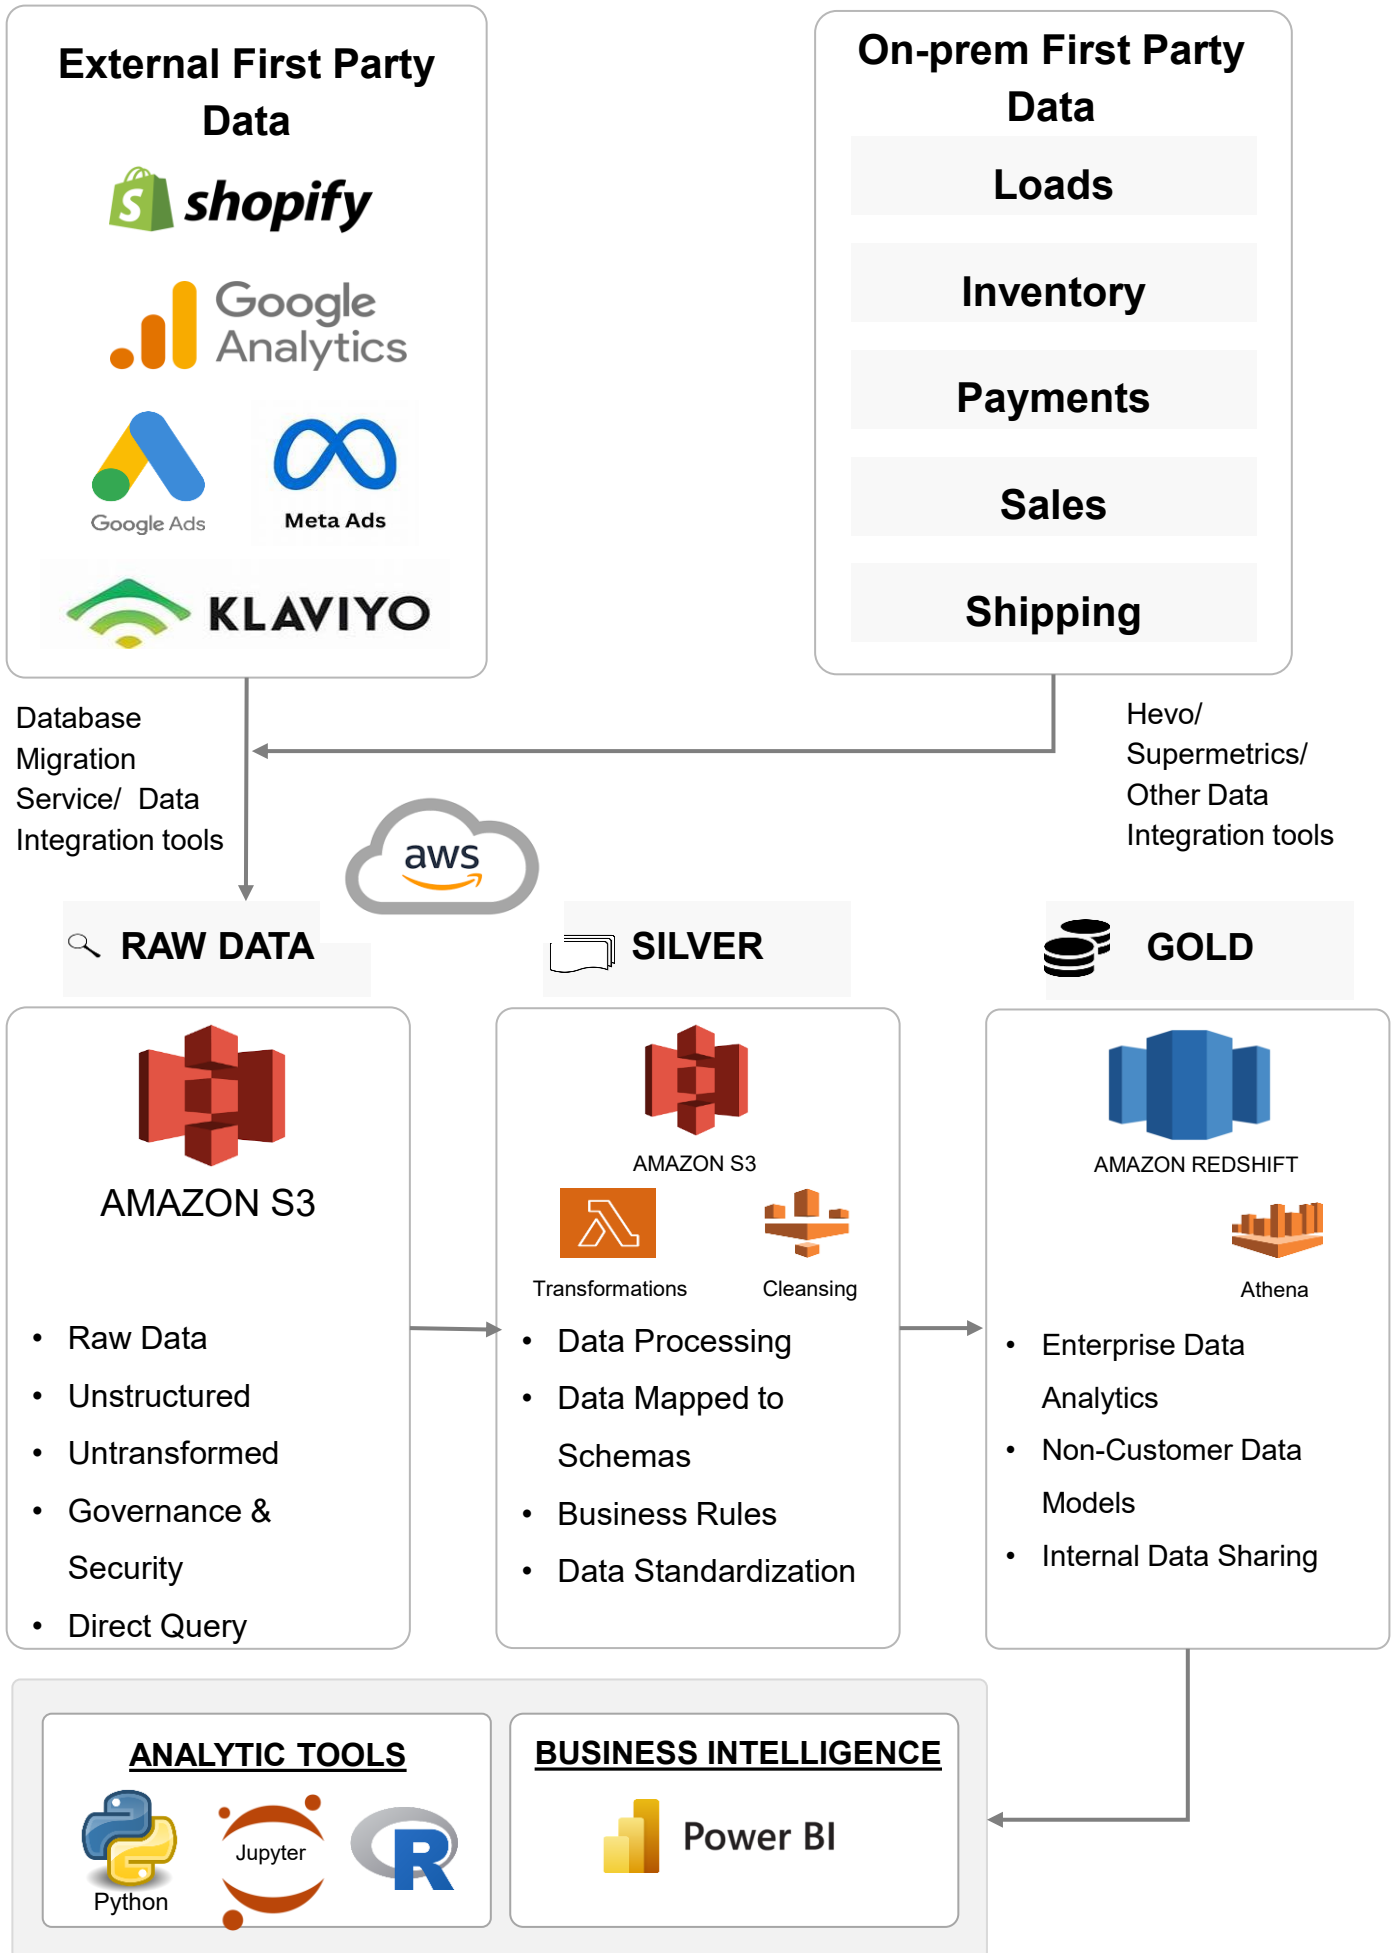 External First Party
Data
shopify
Google
Analytics
Google Ads
Meta Ads
KLAVIYO
On-prem First Party
Data
Loads
Inventory
Payments
Sales
Shipping
Database
Migration
Service/ Data
Integration tools
Hevo/
Supermetrics/
Other Data
Integration tools
aws
RAW DATA
SILVER
GOLD
AMAZON S3
• Raw Data
• Unstructured
• Untransformed
• Governance &
Security
• Direct Query
AMAZON S3
Transformations
Cleansing
• Data Processing
• Data Mapped to
Schemas
• Business Rules
• Data Standardization
AMAZON REDSHIFT
Athena
• Enterprise Data
Analytics
• Non-Customer Data
Models
• Internal Data Sharing
ANALYTIC TOOLS
Python
Jupyter
R
BUSINESS INTELLIGENCE
Power BI